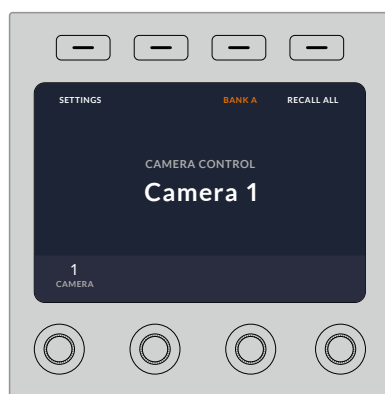 SETTINGS BANK A RECALL ALL
CAMERA CONTROL
Camera 1
1
CAMERA